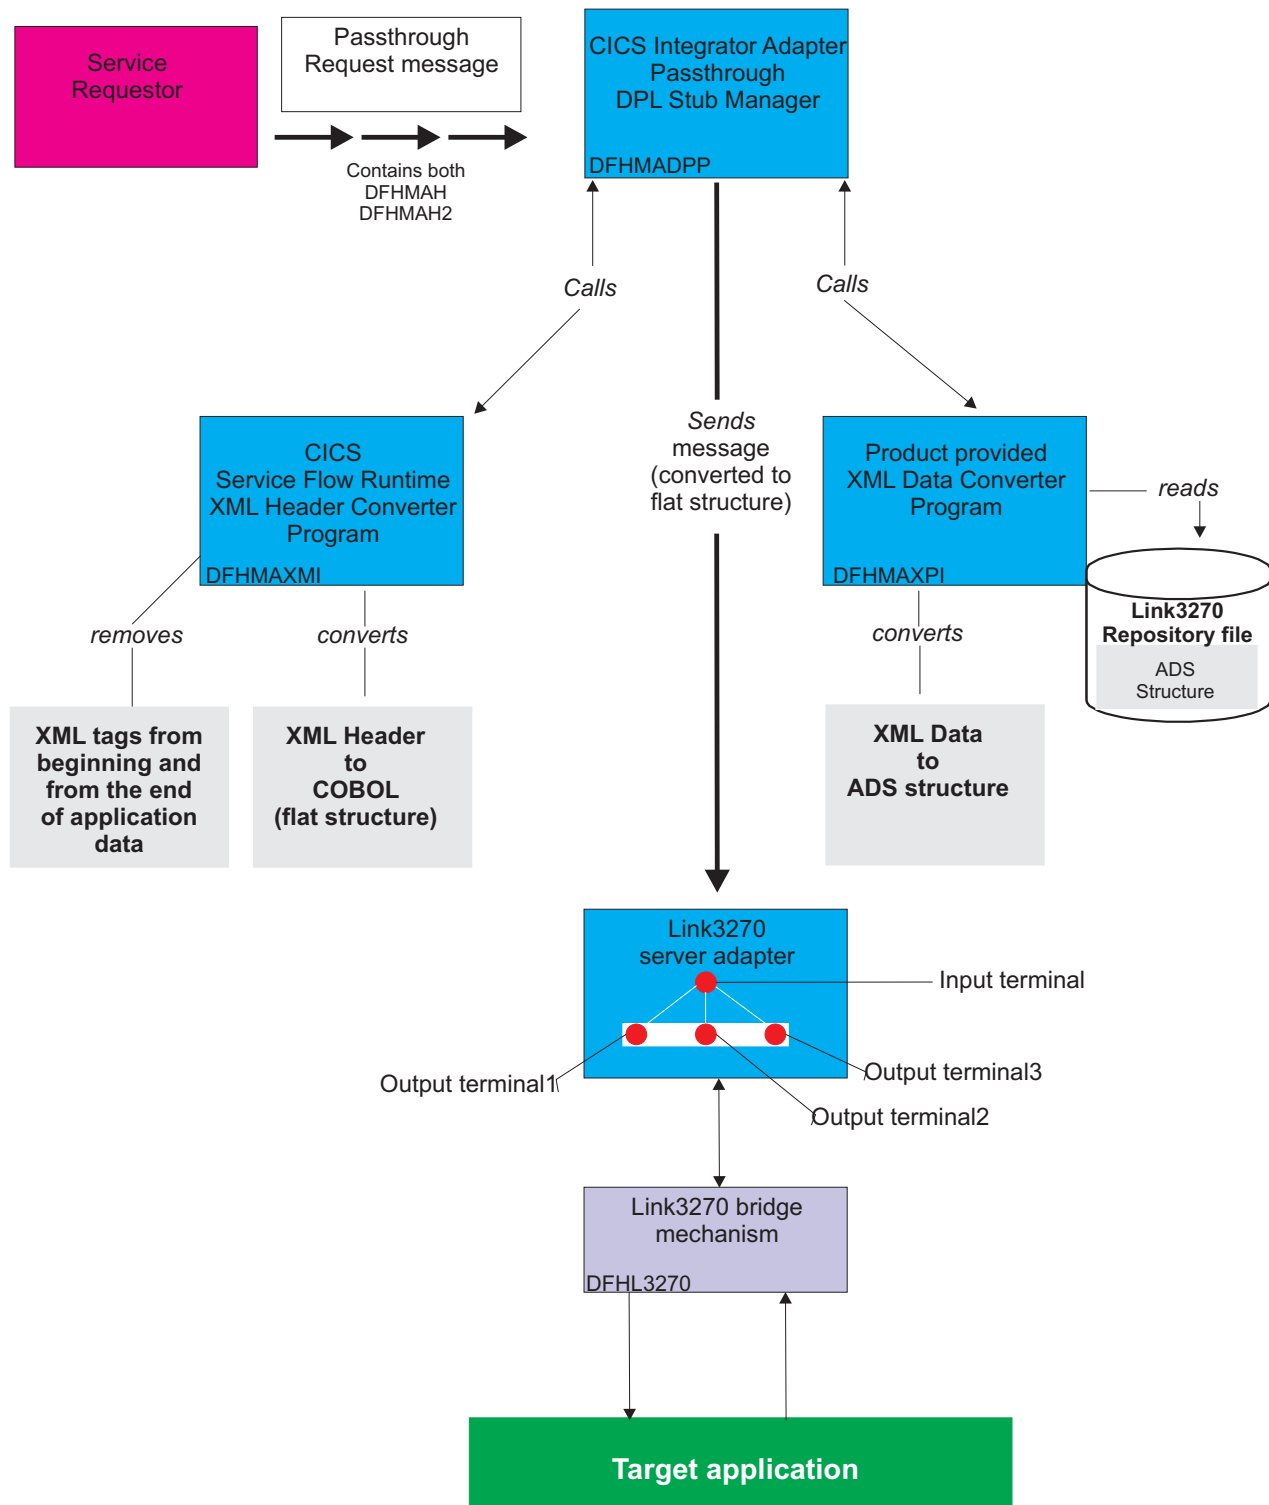 Service
Requestor
Passthrough
Request message
Contains both
DFHMAH
DFHMAH2
CICS Integrator Adapter
Passthrough
DPL Stub Manager
DFHMADPP
Calls
Calls
CICS
Service Flow Runtime
XML Header Converter
Program
DFHMAXMI
Sends
message
(converted to
flat structure)
Product provided
XML Data Converter
Program
DFHMAXPI
reads
Link3270
Repository file
ADS
Structure
removes
converts
converts
XML tags from
beginning and
from the end
of application
data
XML Header
to
COBOL
(flat structure)
XML Data
to
ADS structure
Link3270
server adapter
Input terminal
Output terminal1
Output terminal3
Output terminal2
Link3270 bridge
mechanism
DFHL3270
Target application